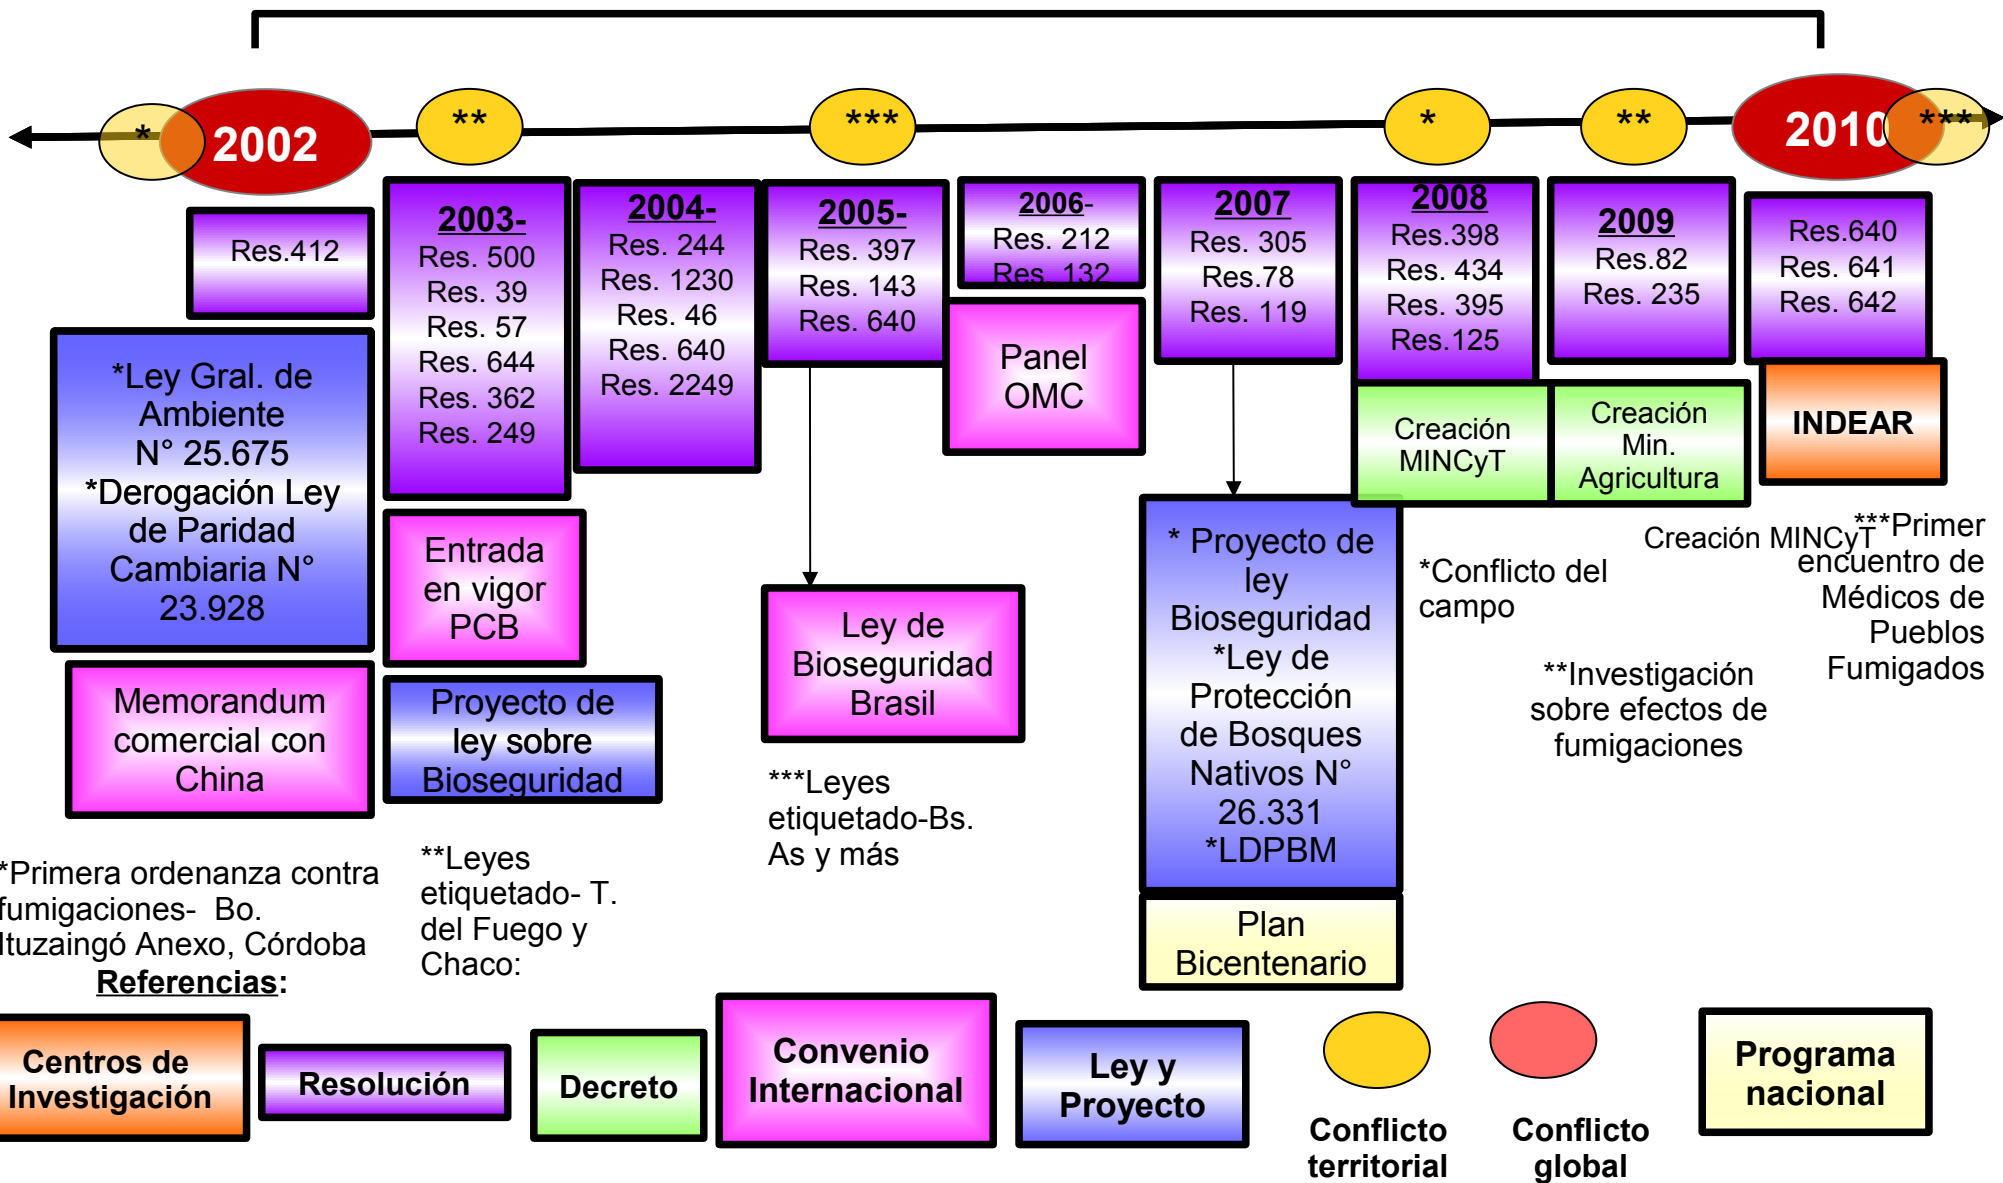 *
2002
**
***
*
**
2010
***
Res.412
*Ley Gral. de
Ambiente
N° 25.675
*Derogación Ley
de Paridad
Cambiaria N°
23.928
Memorandum
comercial con
China
*Primera ordenanza contra
fumigaciones- Bo.
Ituzaingó Anexo, Córdoba
2003-
Res. 500
Res. 39
Res. 57
Res. 644
Res. 362
Res. 249
Entrada
en vigor
PCB
Proyecto de
ley sobre
Bioseguridad
**Leyes
etiquetado- T.
del Fuego y
Chaco:
2004-
Res. 244
Res. 1230
Res. 46
Res. 640
Res. 2249
2005-
Res. 397
Res. 143
Res. 640
Ley de
Bioseguridad
Brasil
***Leyes
etiquetado-Bs.
As y más
2006-
Res. 212
Res. 132
Panel
OMC
2007
Res. 305
Res.78
Res. 119
* Proyecto de
ley
Bioseguridad
*Ley de
Protección
de Bosques
Nativos N°
26.331
*LDPBM
Plan
Bicentenario
2008
Res.398
Res. 434
Res. 395
Res.125
Creación
MINCyT
*Conflicto del
campo
2009
Res.82
Res. 235
Creación
Min.
Agricultura
Creación MINCyT
**Investigación
sobre efectos de
fumigaciones
Res.640
Res. 641
Res. 642
INDEAR
***Primer
encuentro de
Médicos de
Pueblos
Fumigados
Referencias:
Centros de
Investigación
Resolución
Decreto
Convenio
Internacional
Ley y
Proyecto
Conflicto
territorial
Conflicto
global
Programa
nacional